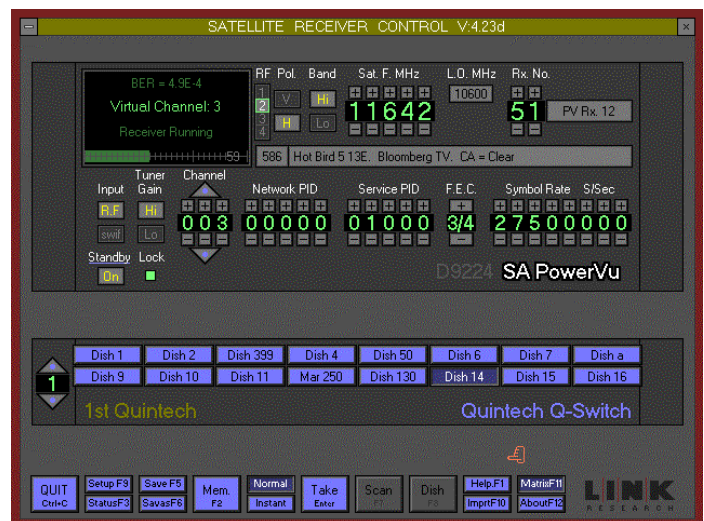 SATELLITE RECEIVER CONTROL V:4.23d
BER = 4.9E-4
Virtual Channel: 3
Receiver Running
59
RF Pol. Band Sat. F. MHz L.O. MHz Rx. No.
1 2 3 4
V Hi
H Lo
11642
10600
51
PV Rx. 12
586 Hot Bird 5 13E. Bloomberg TV. CA = Clear
Input Tuner Gain Channel Network PID Service PID F.E.C. Symbol Rate S/Sec
R.F Hi
swif Lo
003 00000 01000 3/4 27500000
Standby Lock
On
D9224 SA PowerVu
Dish 1 Dish 2 Dish 399 Dish 4 Dish 50 Dish 6 Dish 7 Dish a
1
Dish 9 Dish 10 Dish 11 Mar 250 Dish 130 Dish 14 Dish 15 Dish 16
1st Quintech Quintech Q-Switch
QUIT Ctrl+C
Setup F9 Save F5
StatusF3 SavasF6
Mem. F2
Normal
Instant
Take Enter
Scan F7
Dish F8
Help.F1 MatrixF11
ImprtF10 AboutF12
LINK
RESEARCH